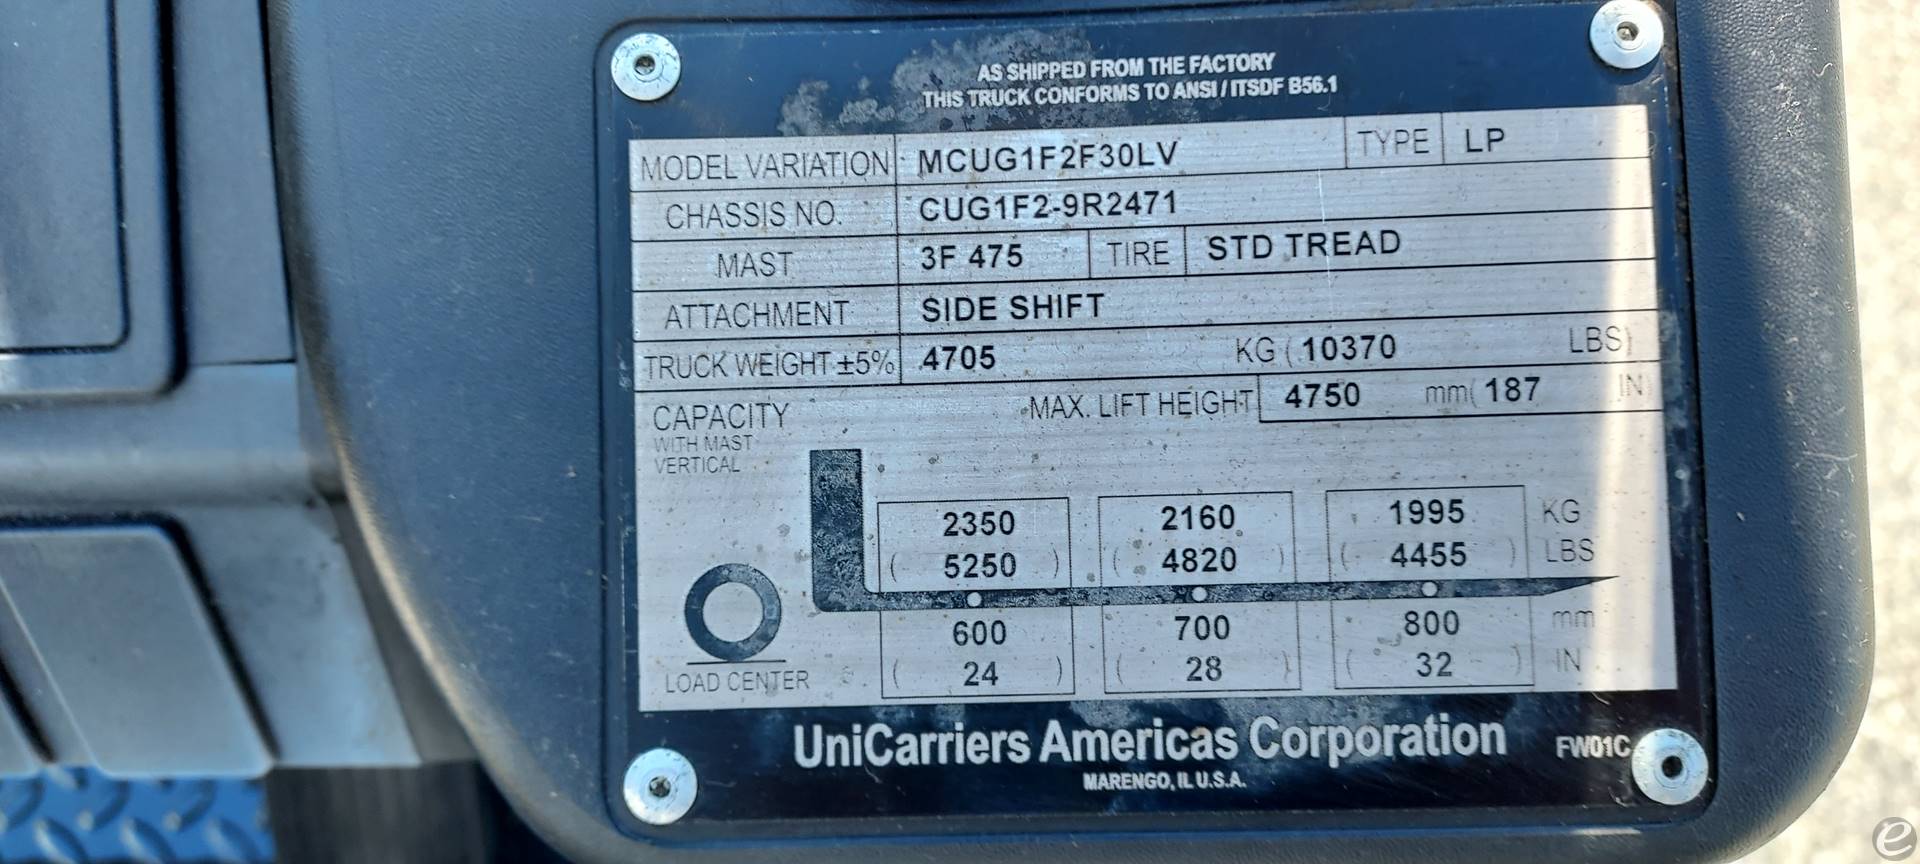 AS SHIPPED FROM THE FACTORY
THIS TRUCK CONFORMS TO ANSI / ITSDF B56.1
MODEL VARIATION MCUG1F2F30LV TYPE LP
CHASSIS NO. CUG1F2-9R2471
MAST 3F 475 TIRE STD TREAD
ATTACHMENT SIDE SHIFT
TRUCK WEIGHT ±5% 4705 KG ( 10370 LBS)
CAPACITY MAX. LIFT HEIGHT 4750 mm ( 187 IN)
WITH MAST
VERTICAL
2350 2160 1995 KG
( 5250 ) ( 4820 ) ( 4455 ) LBS
600 700 800 mm
LOAD CENTER ( 24 ) ( 28 ) ( 32 ) IN
UniCarriers Americas Corporation FW01C
MARENGO, IL U.S.A.
e